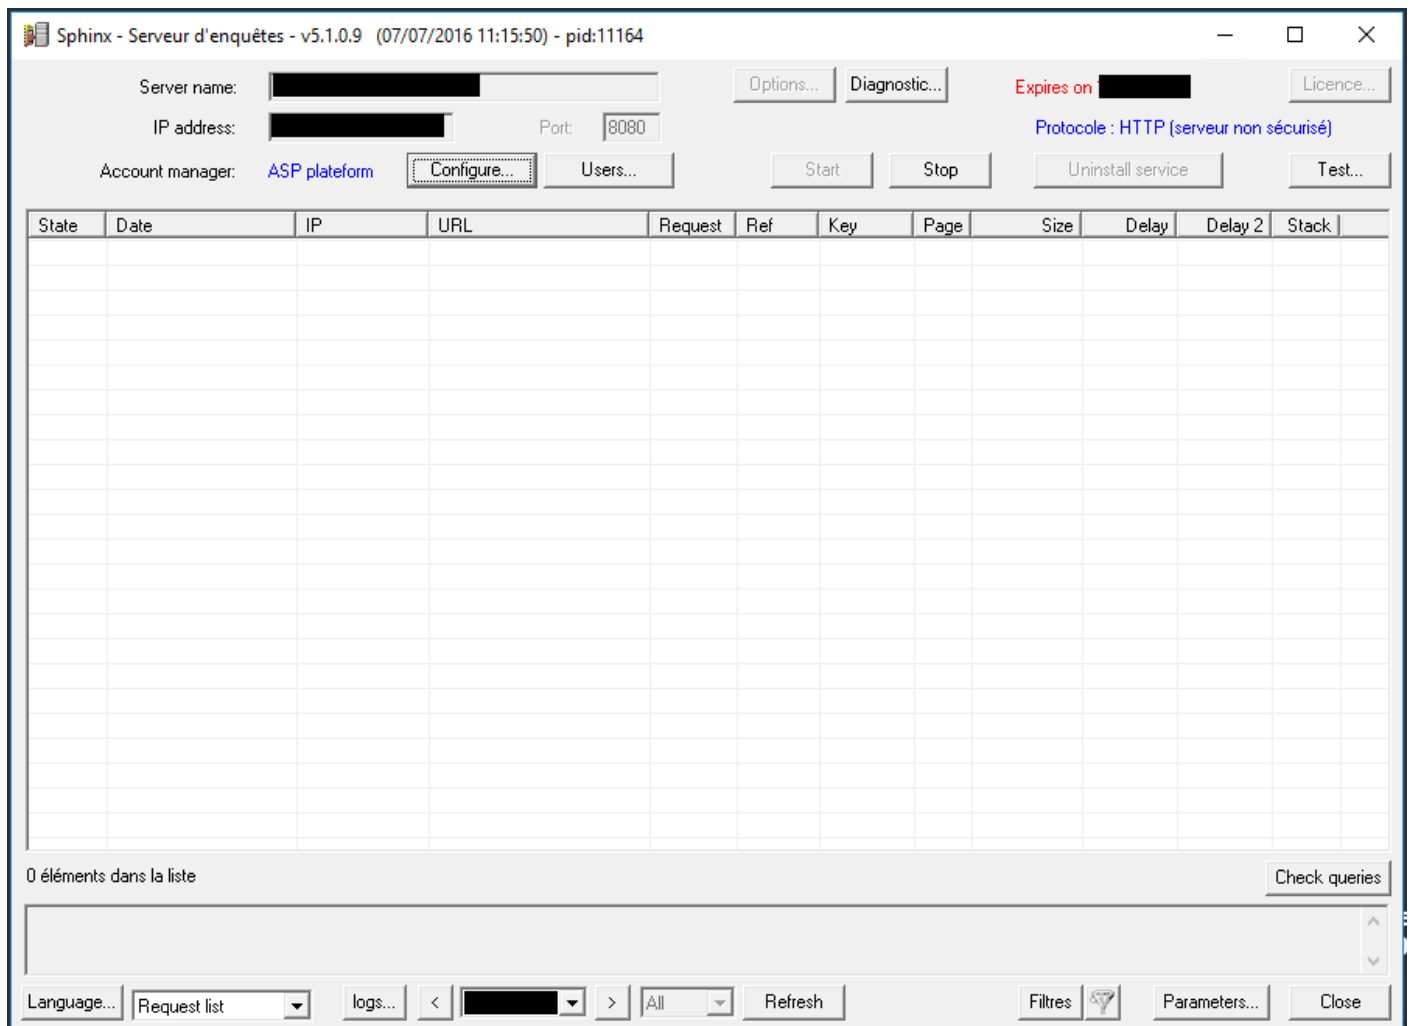 Sphinx - Serveur d'enquêtes - v5.1.0.9 (07/07/2016 11:15:50) - pid:11164
Server name: Options... Diagnostic... Expires on Licence...
IP address: Port: 8080 Protocole : HTTP (serveur non sécurisé)
Account manager: ASP plateform Configure... Users... Start Stop Uninstall service Test...
State Date IP URL Request Ref Key Page Size Delay Delay 2 Stack
0 éléments dans la liste Check queries
Language... Request list logs... < > All Refresh Filtres Parameters... Close